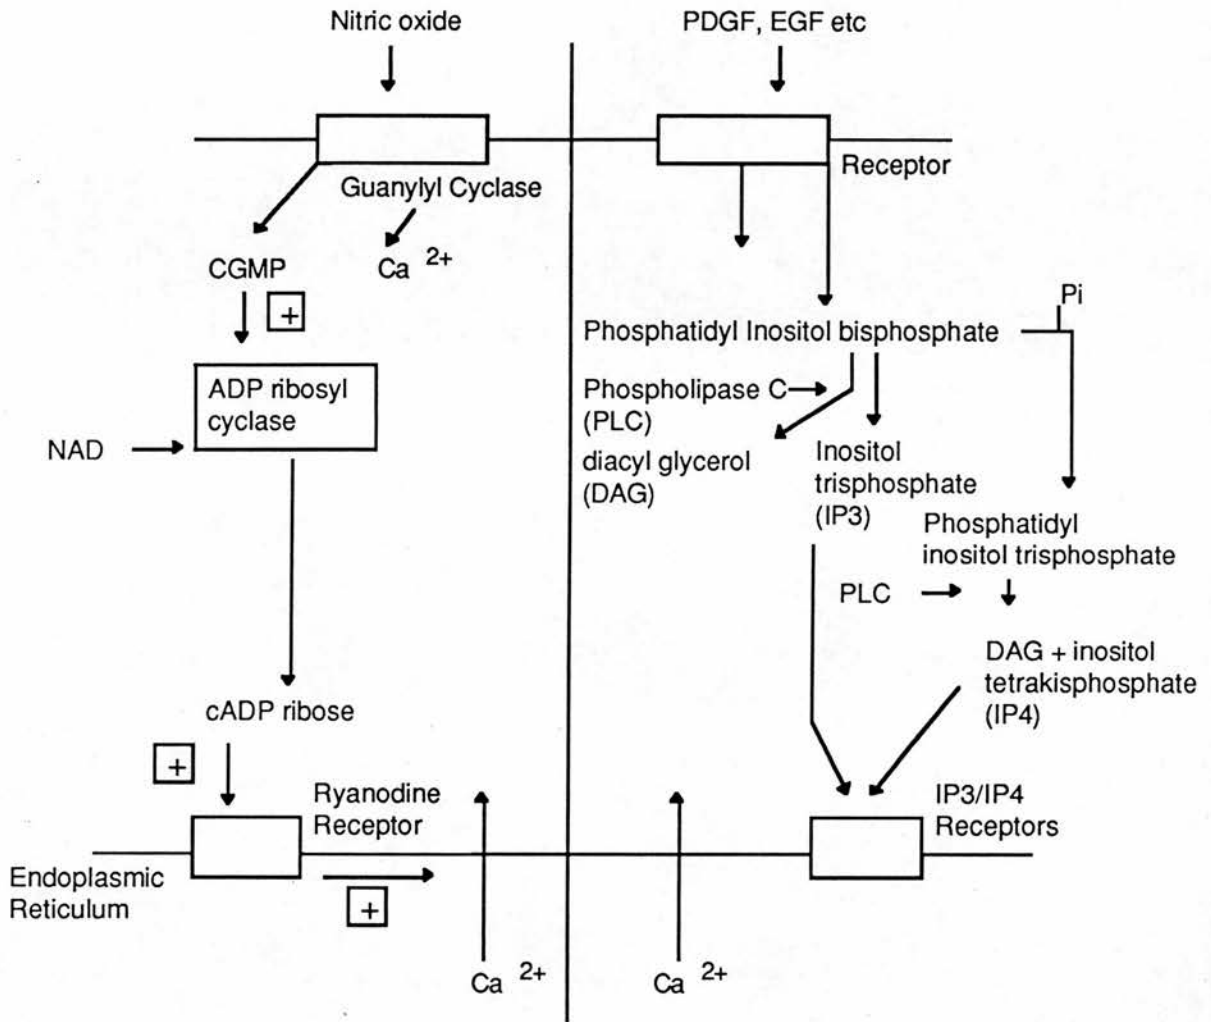 Nitric oxide
PDGF, EGF etc
Receptor
Guanylyl Cyclase
CGMP
Ca 2+
+
Pi
Phosphatidyl Inositol bisphosphate
ADP ribosyl
cyclase
NAD
Phospholipase C
(PLC)
diacyl glycerol
(DAG)
Inositol
trisphosphate
(IP3)
Phosphatidyl
inositol trisphosphate
PLC
DAG + inositol
tetrakisphosphate
(IP4)
cADP ribose
+
Ryanodine
Receptor
IP3/IP4
Receptors
Endoplasmic
Reticulum
+
Ca 2+
Ca 2+